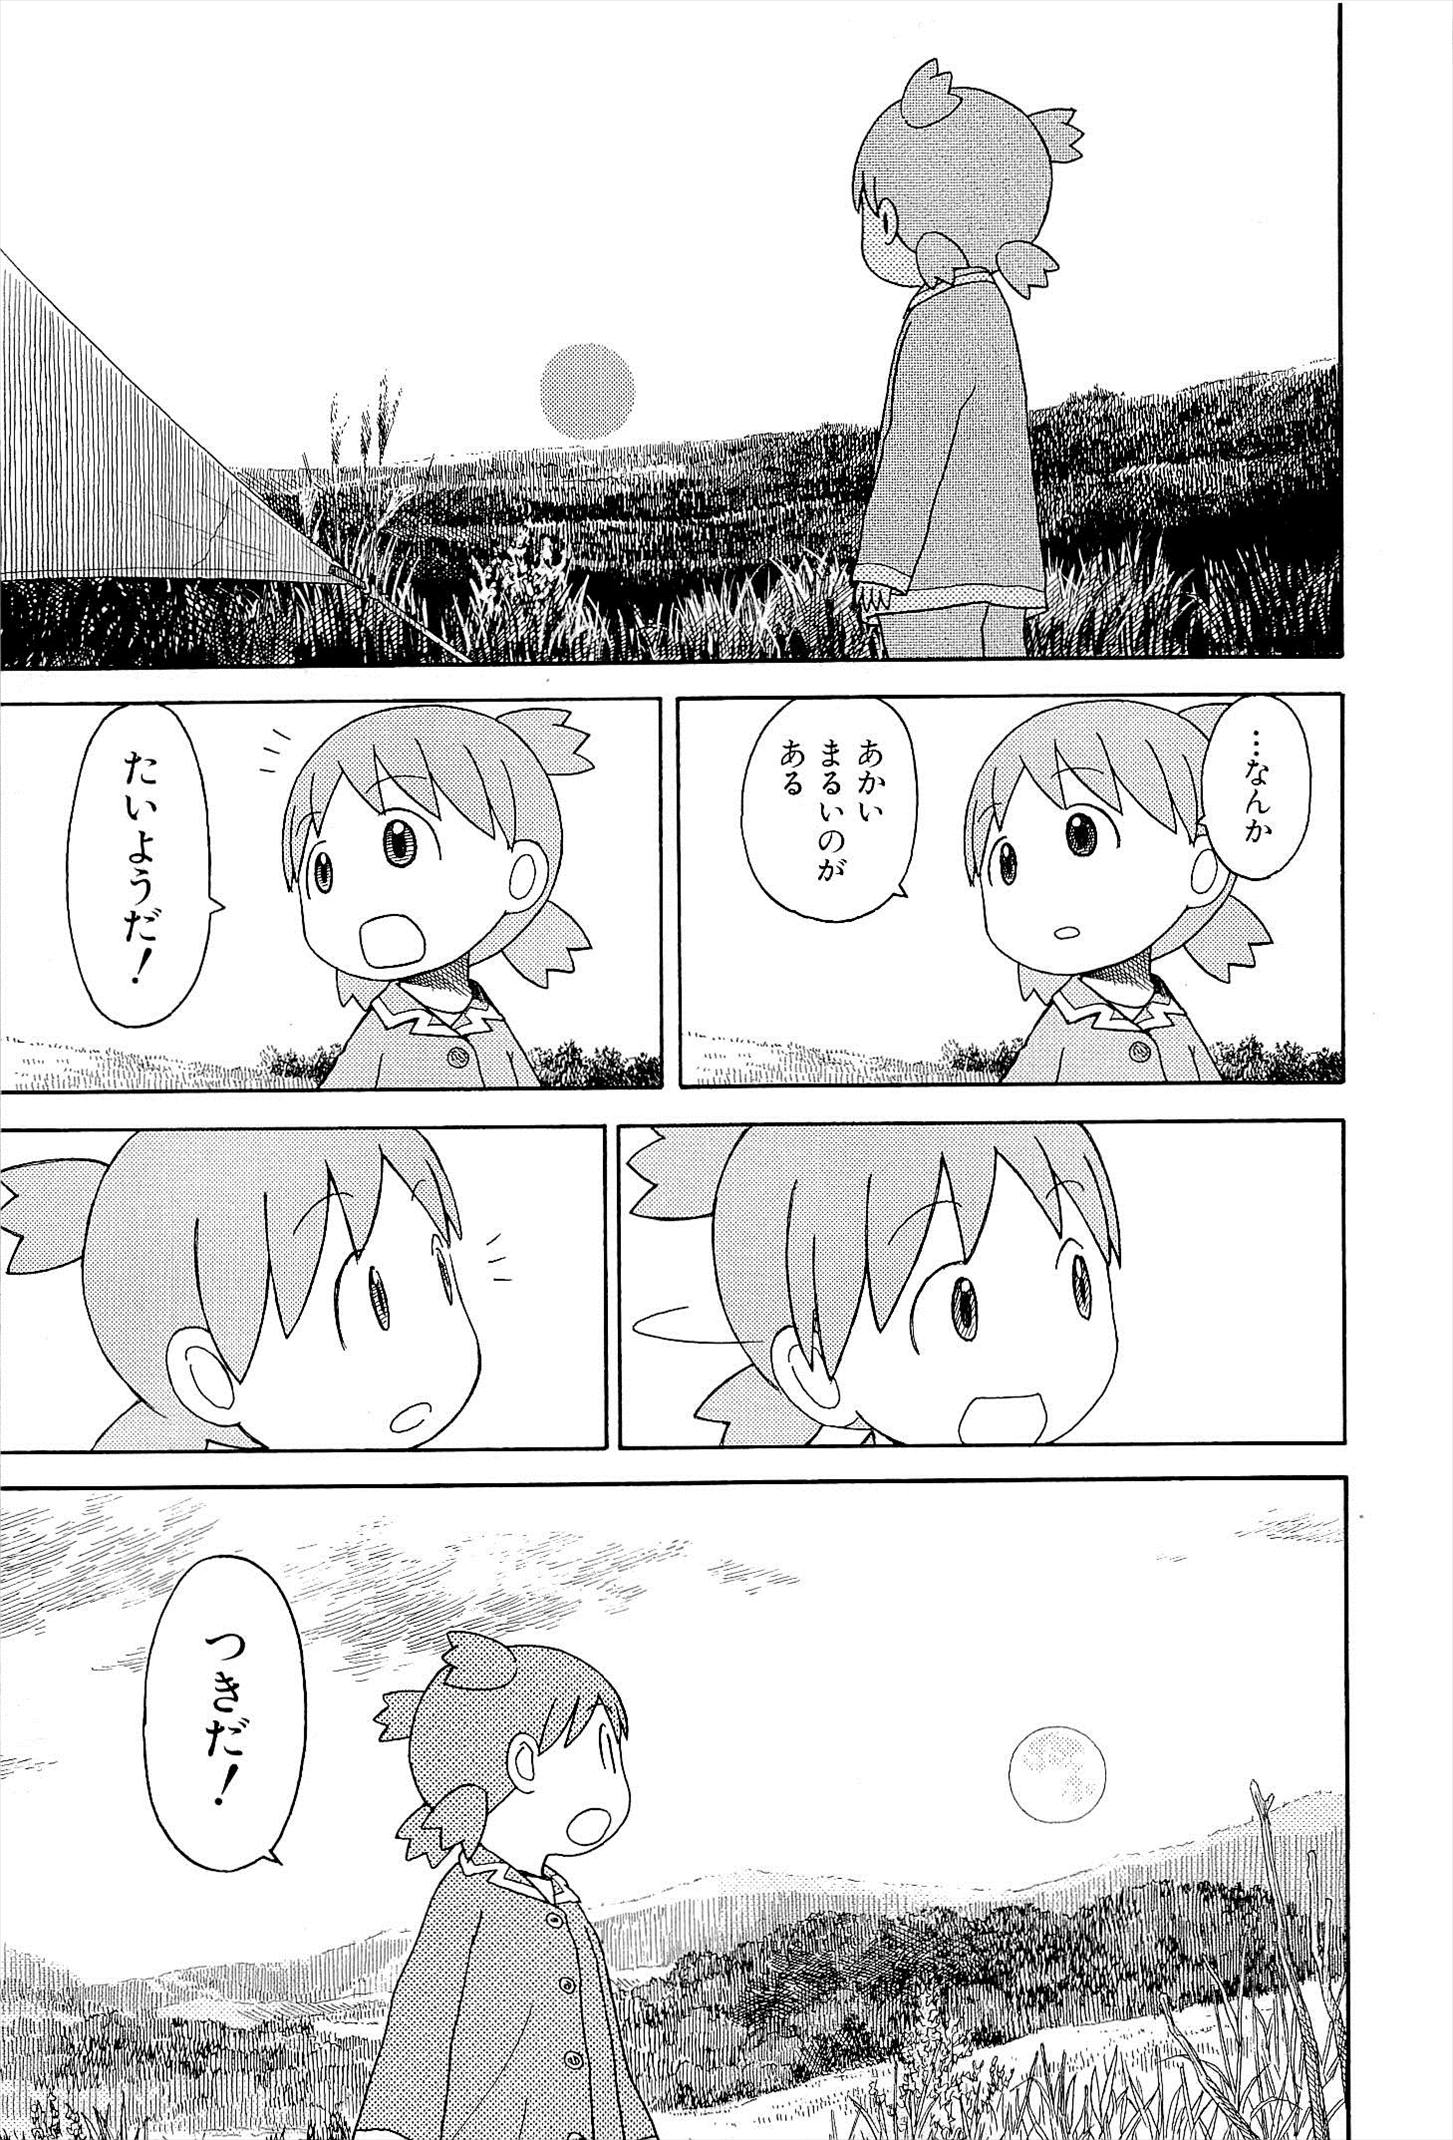 …なんか
あかい
まるいのが
ある
たいようだ！
つきだ！